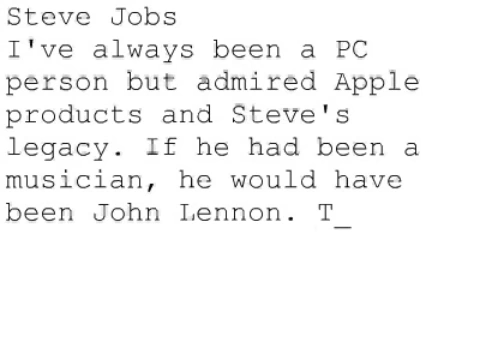 Steve Jobs
I've always been a PC
person but admired Apple
products and Steve's
legacy. If he had been a
musician, he would have
been John Lennon. T_